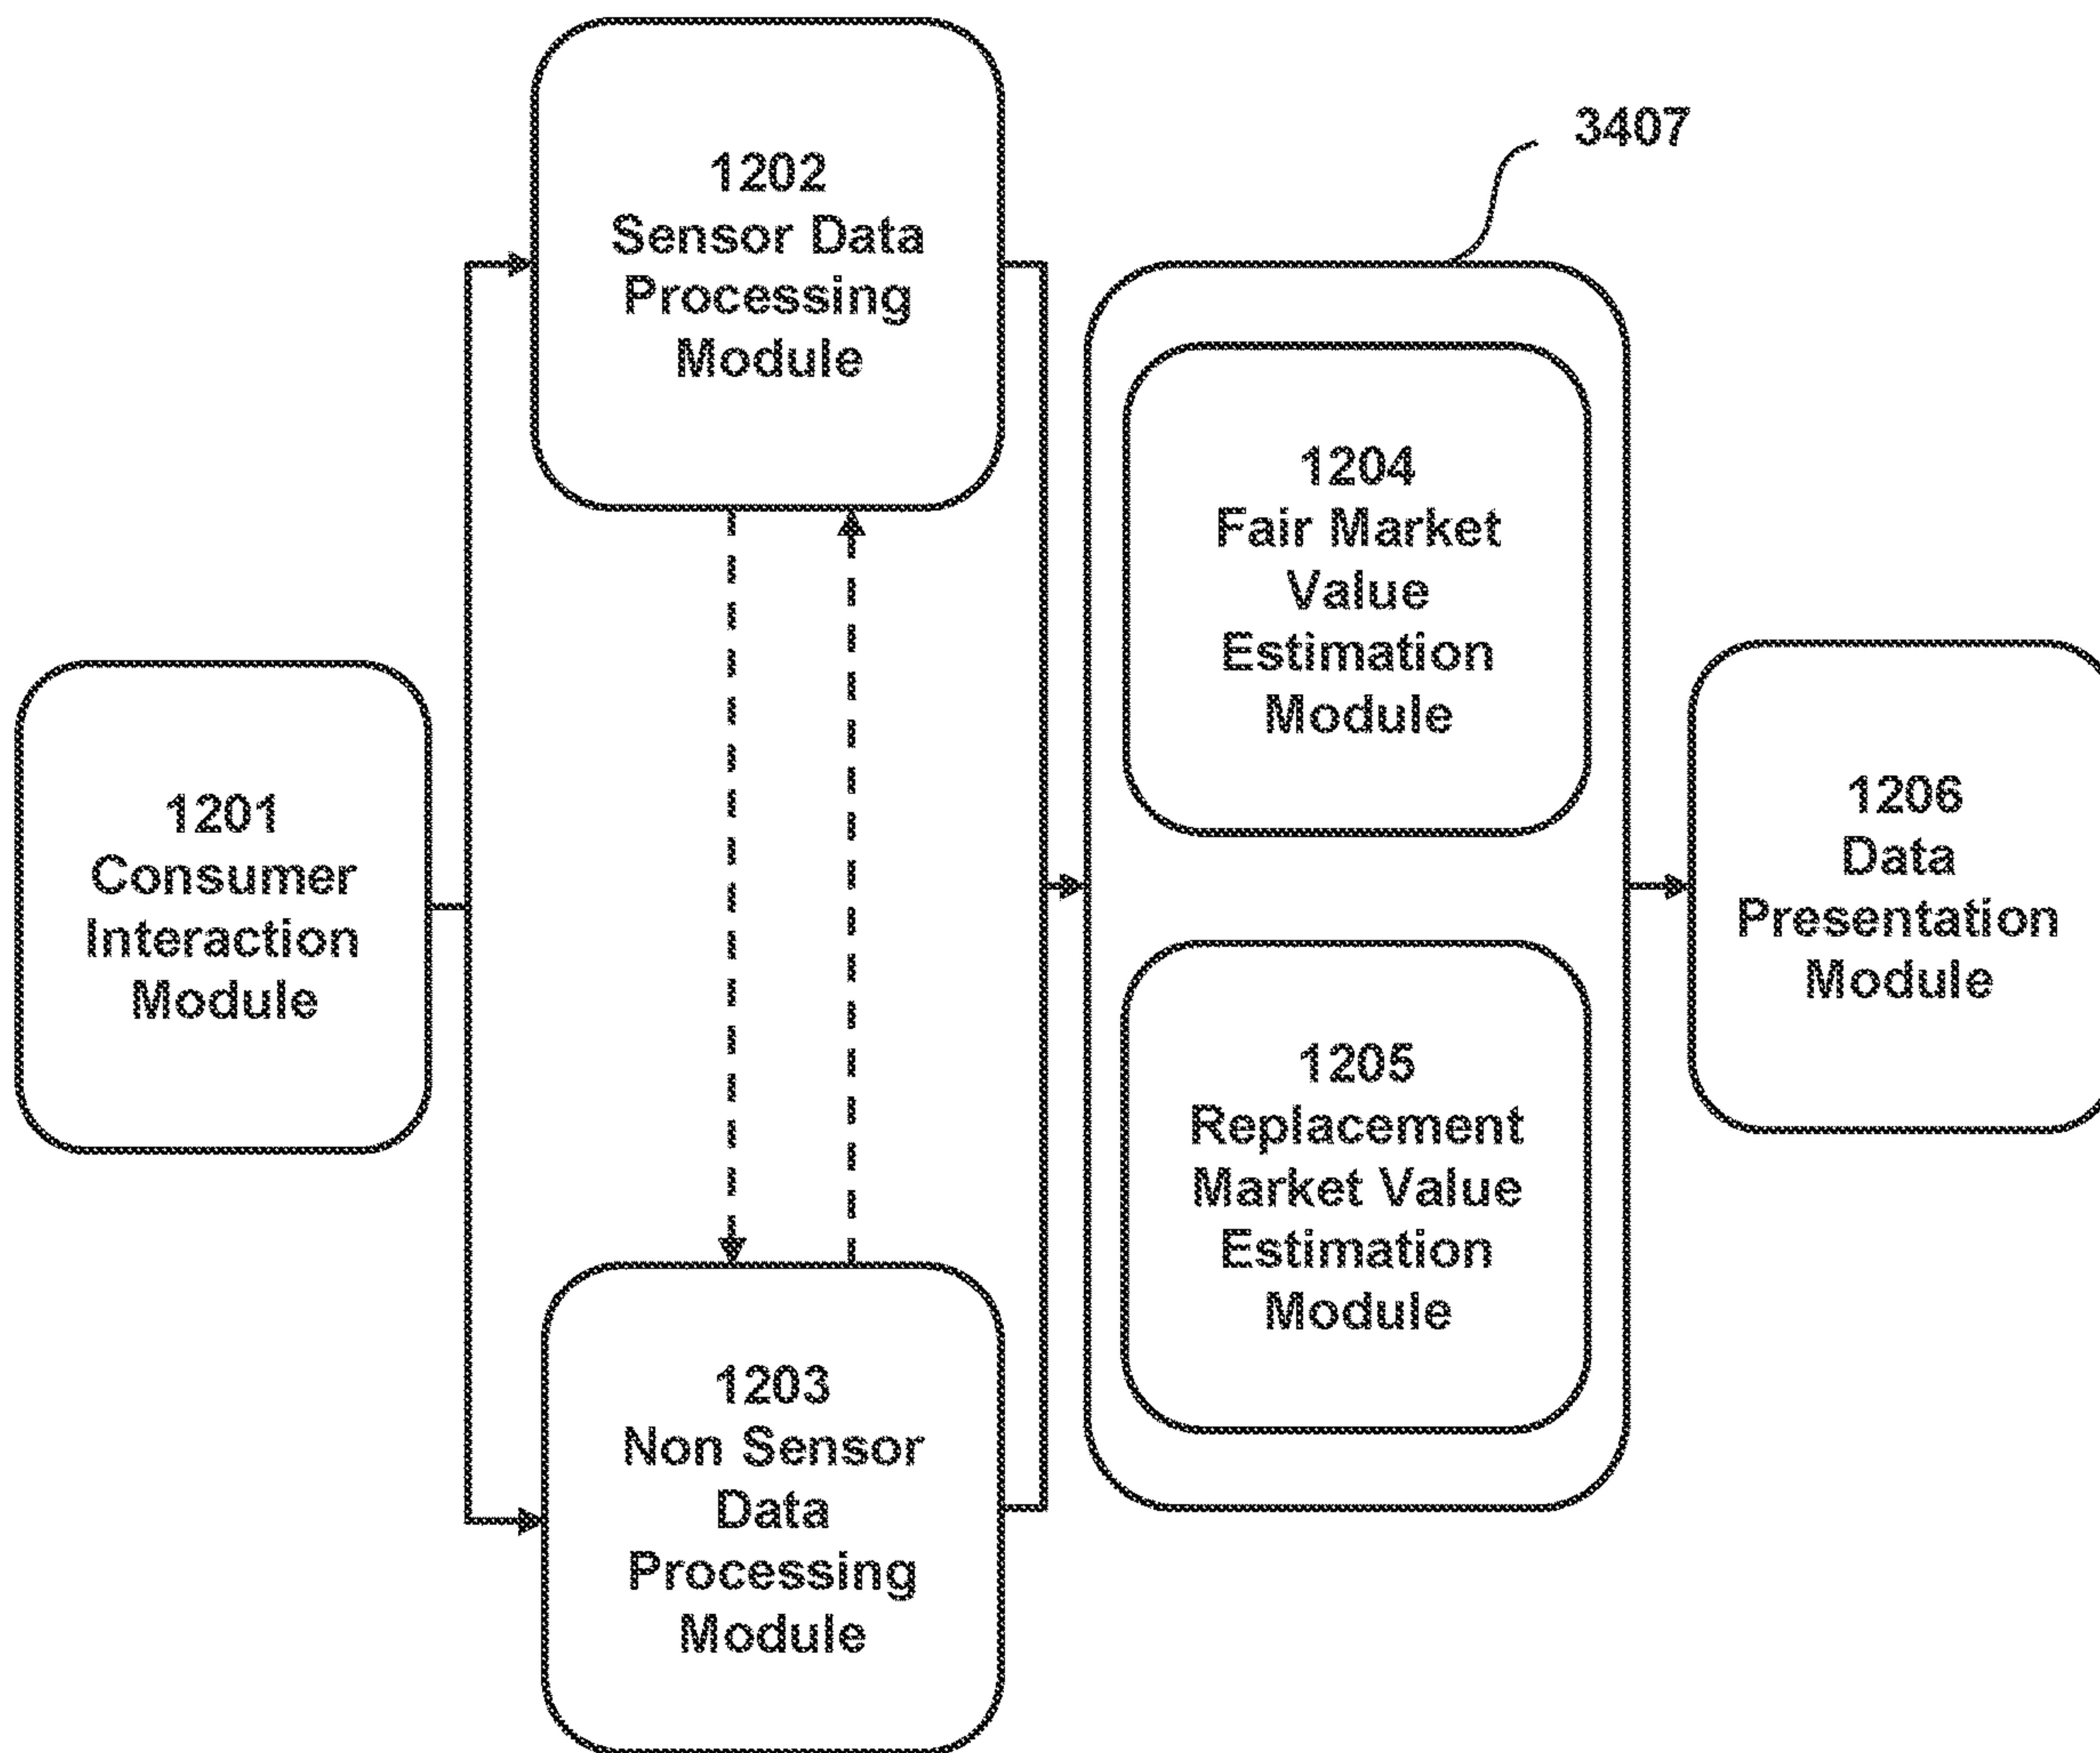 3407
1202
Sensor Data
Processing
Module
1204
Fair Market
Value
Estimation
Module
1201
Consumer
Interaction
Module
1206
Data
Presentation
Module
1205
Replacement
Market Value
Estimation
Module
1203
Non Sensor
Data
Processing
Module